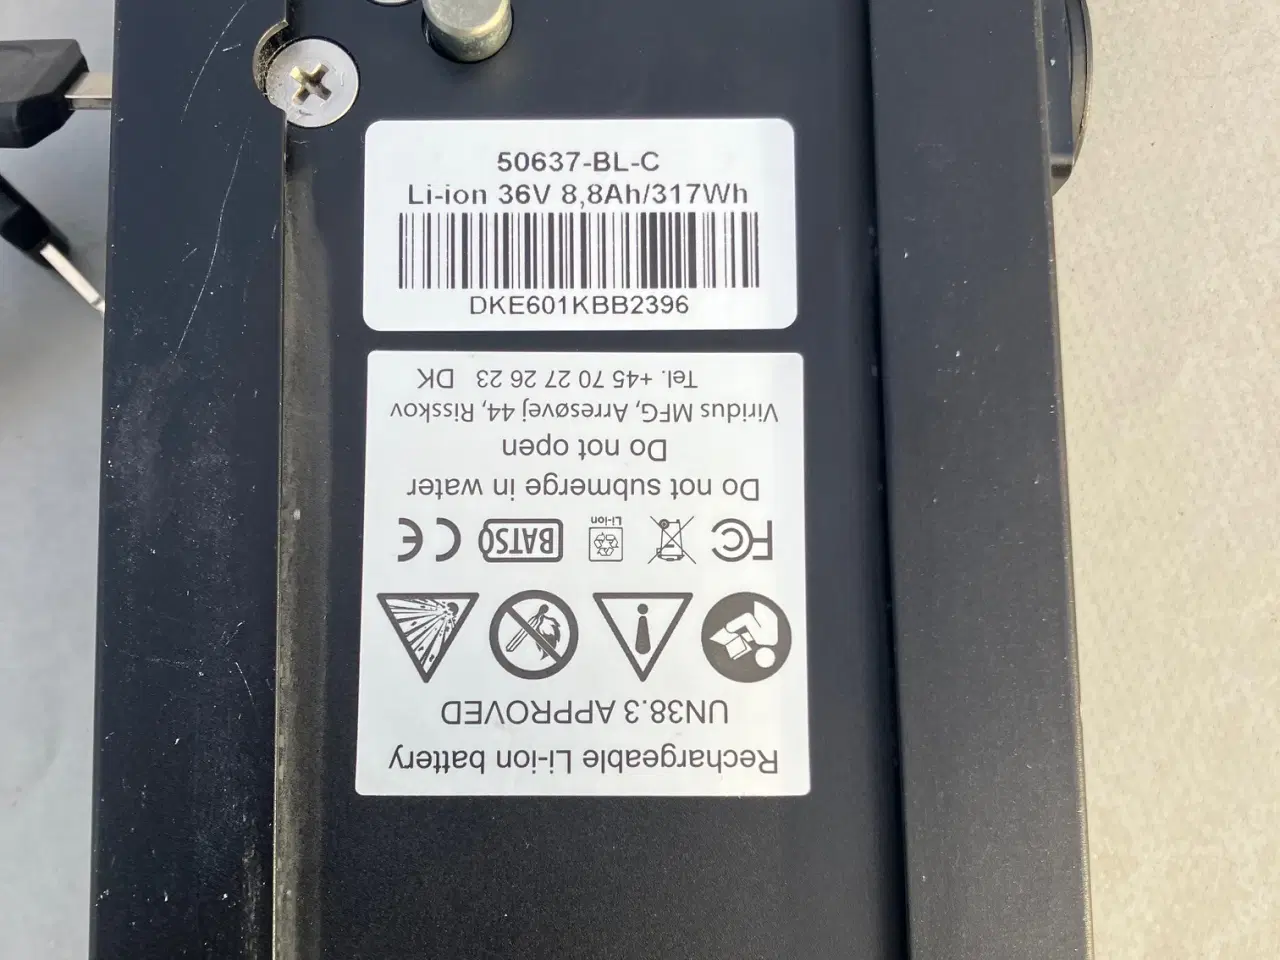 50637-BL-C
Li-ion 36V 8,8Ah/317Wh
DKE601KBB2396
Rechargeable Li-ion battery
UN38.3 APPROVED
FC CE BATSO Li-ion
Do not submerge in water
Do not open
Viridus MFG, Arresøvej 44, Risskov
Tel. +45 70 27 26 23 DK